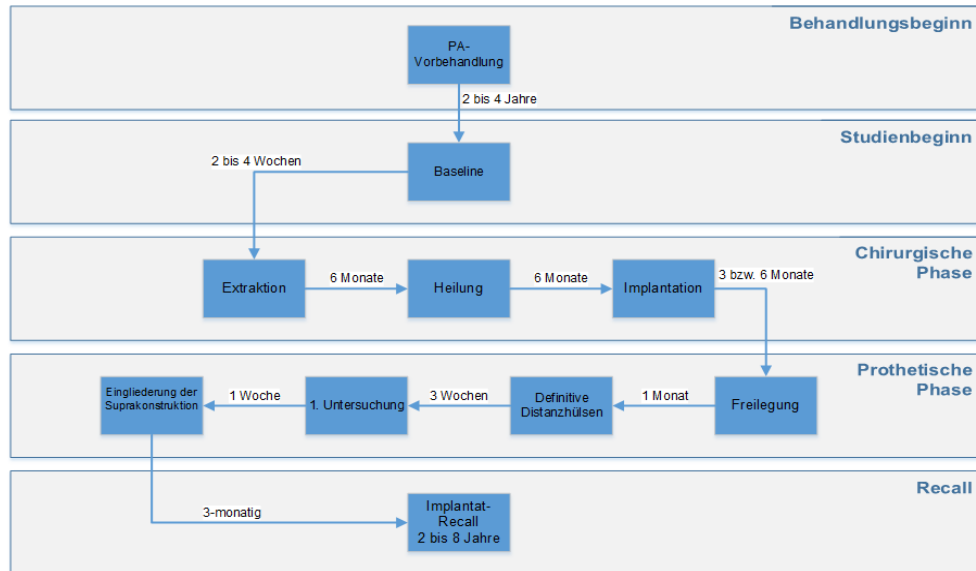 Behandlungsbeginn
PA-
Vorbehandlung
2 bis 4 Jahre
Studienbeginn
2 bis 4 Wochen
Baseline
Chirurgische
Phase
3 bzw. 6 Monate
Extraktion
6 Monate
Heilung
6 Monate
Implantation
Prothetische
Phase
Eingliederung der
Suprakonstruktion
1 Woche
1. Untersuchung
3 Wochen
Definitive
Distanzhülsen
1 Monat
Freilegung
Recall
3-monatig
Implantat-
Recall
2 bis 8 Jahre